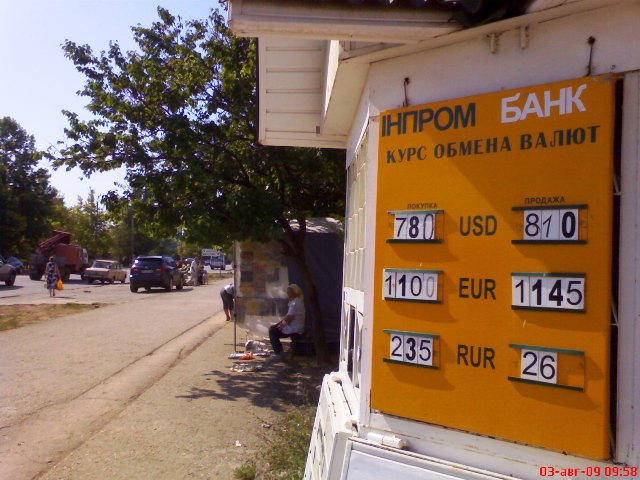 ІНПРОМ БАНК
КУРС ОБМЕНА ВАЛЮТ
ПОКУПКА ПРОДАЖА
780 USD 810
1100 EUR 1145
235 RUR 26
03-авг-09 09:58